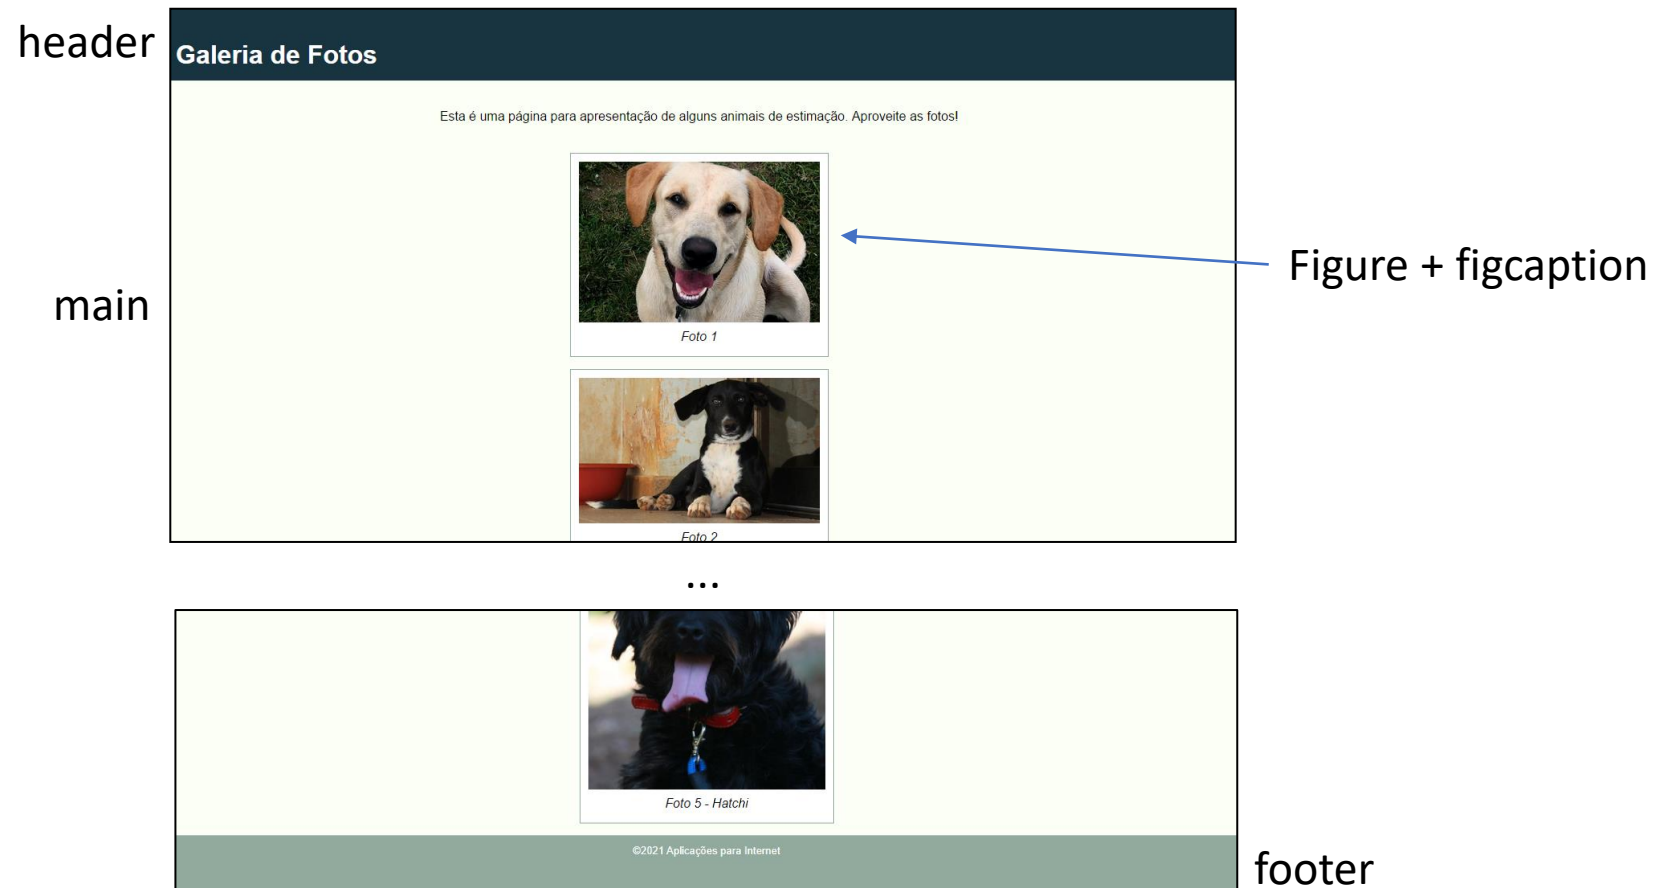 header
Galeria de Fotos
Esta é uma página para apresentação de alguns animais de estimação. Aproveite as fotos!
Figure + figcaption
main
Foto 1
Foto 2
...
Foto 5 - Hatchi
©2021 Aplicações para Internet
footer